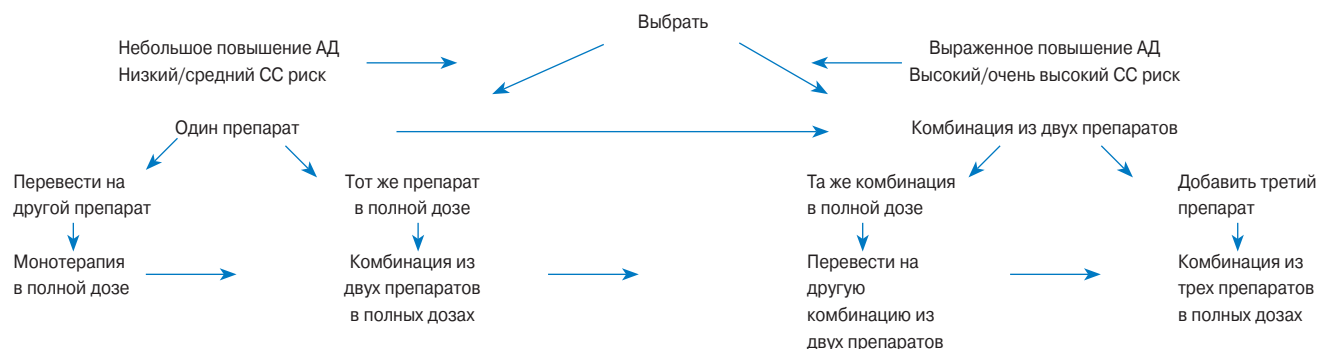 Выбрать
Небольшое повышение АД
Низкий/средний СС риск
Выраженное повышение АД
Высокий/очень высокий СС риск
Один препарат
Комбинация из двух препаратов
Перевести на
другой препарат
Тот же препарат
в полной дозе
Та же комбинация
в полной дозе
Добавить третий
препарат
Монотерапия
в полной дозе
Комбинация из
двух препаратов
в полных дозах
Перевести на
другую
комбинацию из
двух препаратов
Комбинация из
трех препаратов
в полных дозах